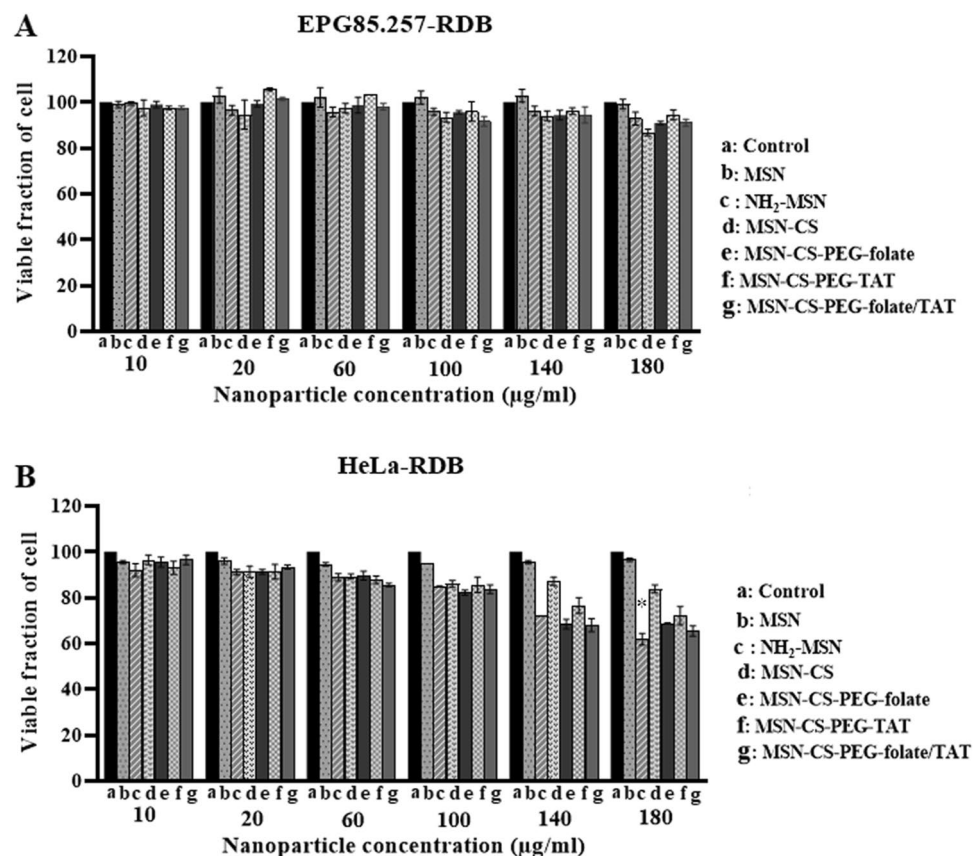 A
EPG85.257-RDB
Viable fraction of cell
120
100
80
60
40
20
0
a b c d e f g a b c d e f g a b c d e f g a b c d e f g a b c d e f g a b c d e f g
10 20 60 100 140 180
Nanoparticle concentration (µg/ml)
a: Control
b: MSN
c : NH₂-MSN
d: MSN-CS
e: MSN-CS-PEG-folate
f: MSN-CS-PEG-TAT
g: MSN-CS-PEG-folate/TAT
B
HeLa-RDB
Viable fraction of cell
120
100
80
60
40
20
0
*
a b c d e f g a b c d e f g a b c d e f g a b c d e f g a b c d e f g a b c d e f g
10 20 60 100 140 180
Nanoparticle concentration (µg/ml)
a: Control
b: MSN
c : NH₂-MSN
d: MSN-CS
e: MSN-CS-PEG-folate
f: MSN-CS-PEG-TAT
g: MSN-CS-PEG-folate/TAT